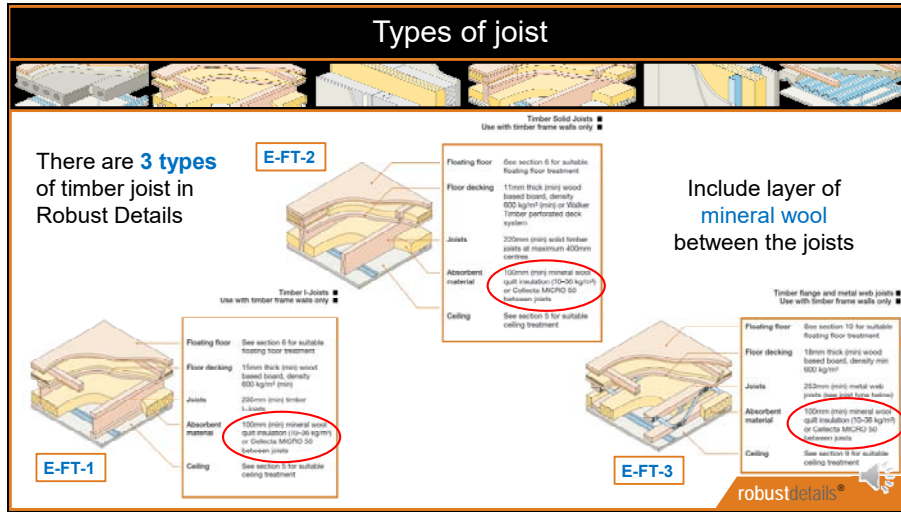 Types of joist
There are 3 types
of timber joist in
Robust Details
E-FT-2
Timber Solid Joists ■
Use with timber frame walls only ■
Floating floor
See section 6 for suitable
floating floor treatment
Floor decking
11mm thick (min) wood
based board, density
600 kg/m³ (min) or Walker
Timber perforated deck
system
Joists
220mm (min) solid timber
joists at maximum 400mm
centres
Absorbent
material
100mm (min) mineral wool
quilt insulation (10-36 kg/m³)
or Collecta MICRO 50
between joists
Ceiling
See section 5 for suitable
ceiling treatment
Include layer of
mineral wool
between the joists
Timber I-Joists ■
Use with timber frame walls only ■
Floating floor
See section 6 for suitable
floating floor treatment
Floor decking
15mm thick (min) wood
based board, density
600 kg/m³ (min)
Joists
235mm (min) timber
I-Joists
Absorbent
material
100mm (min) mineral wool
quilt insulation (10-36 kg/m³)
or Cellecta MICRO 50
between joists
Ceiling
See section 5 for suitable
ceiling treatment
E-FT-1
Timber flange and metal web joists ■
Use with timber frame walls only ■
Floating floor
See section 10 for suitable
floating floor treatment
Floor decking
18mm thick (min) wood
based board, density min
600 kg/m³
Joists
253mm (min) metal web
joists (see joist type below)
Absorbent
material
100mm (min) mineral wool
quilt insulation (10-36 kg/m³)
or Cellecta MICRO 50
between joists
Ceiling
See section 9 for suitable
ceiling treatment
E-FT-3
robustdetails®